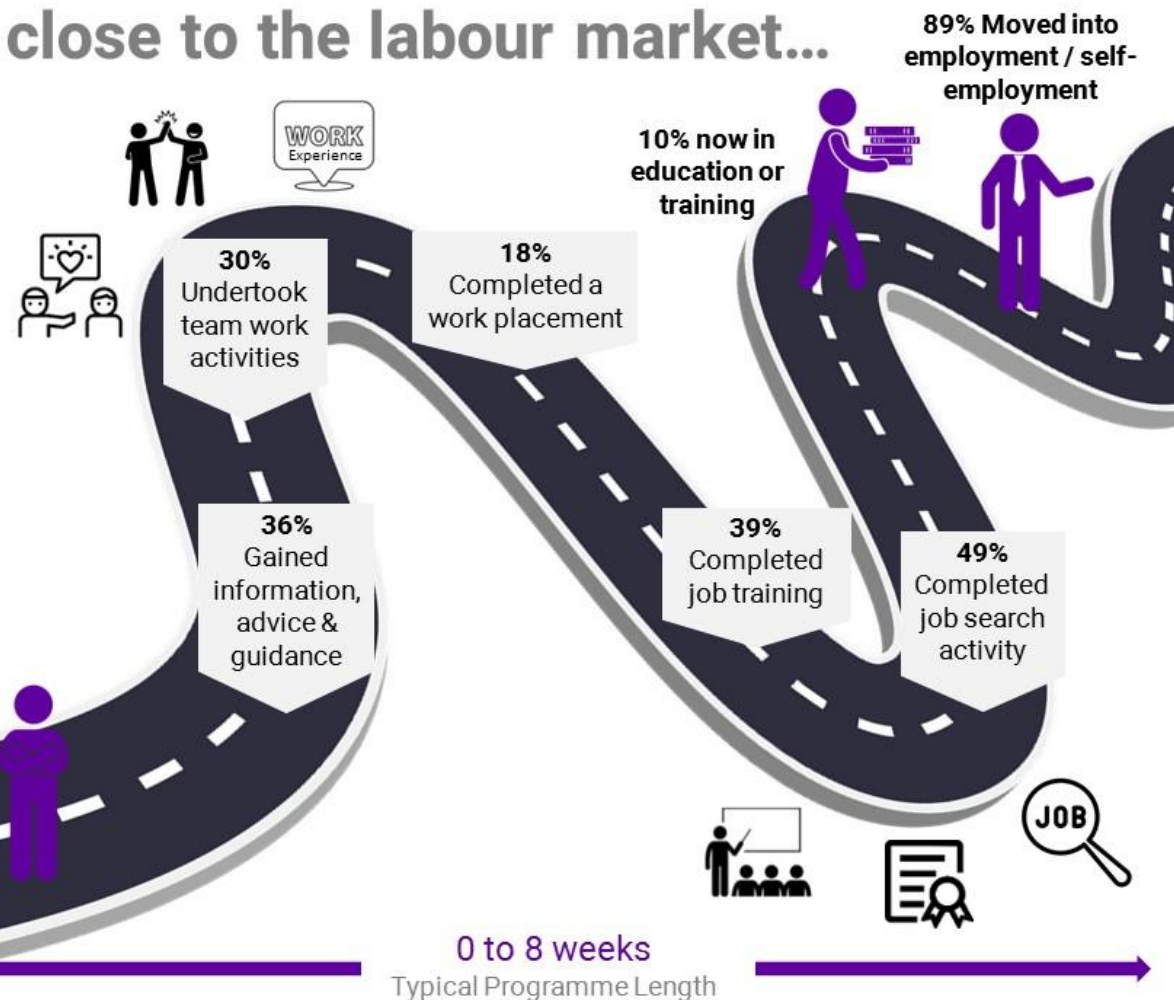 close to the labour market...
89% Moved into
employment / self-
employment
WORK
Experience
10% now in
education or
training
30%
Undertook
team work
activities
18%
Completed a
work placement
36%
Gained
information,
advice &
guidance
39%
Completed
job training
49%
Completed
job search
activity
JOB
0 to 8 weeks
Typical Programme Length